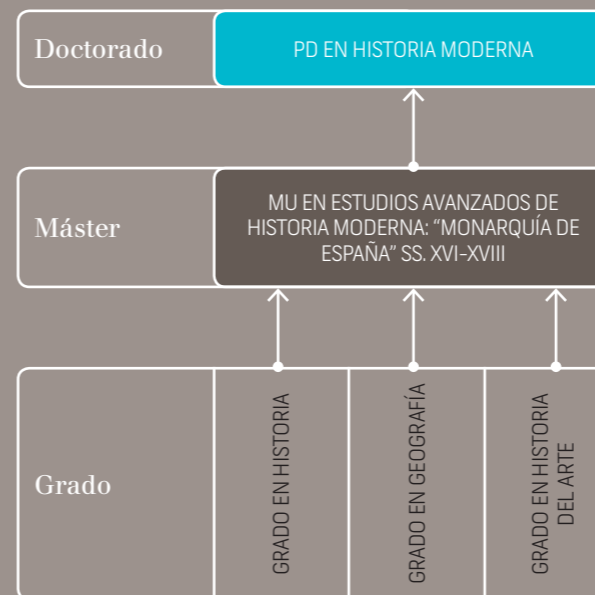 Doctorado
PD EN HISTORIA MODERNA
Máster
MU EN ESTUDIOS AVANZADOS DE
HISTORIA MODERNA: “MONARQUÍA DE
ESPAÑA” SS. XVI-XVIII
Grado
GRADO EN HISTORIA
GRADO EN GEOGRAFÍA
GRADO EN HISTORIA
DEL ARTE